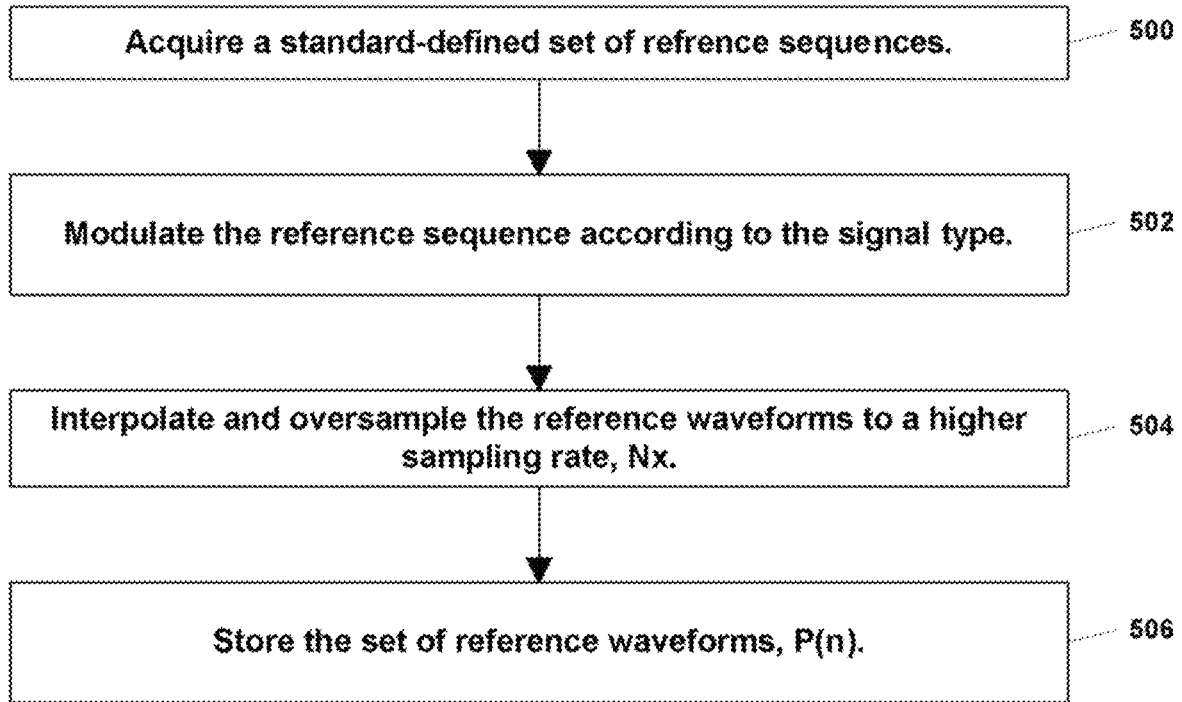 Acquire a standard-defined set of refrence sequences.
500
Modulate the reference sequence according to the signal type.
502
Interpolate and oversample the reference waveforms to a higher
sampling rate, Nx.
504
Store the set of reference waveforms, P(n).
506